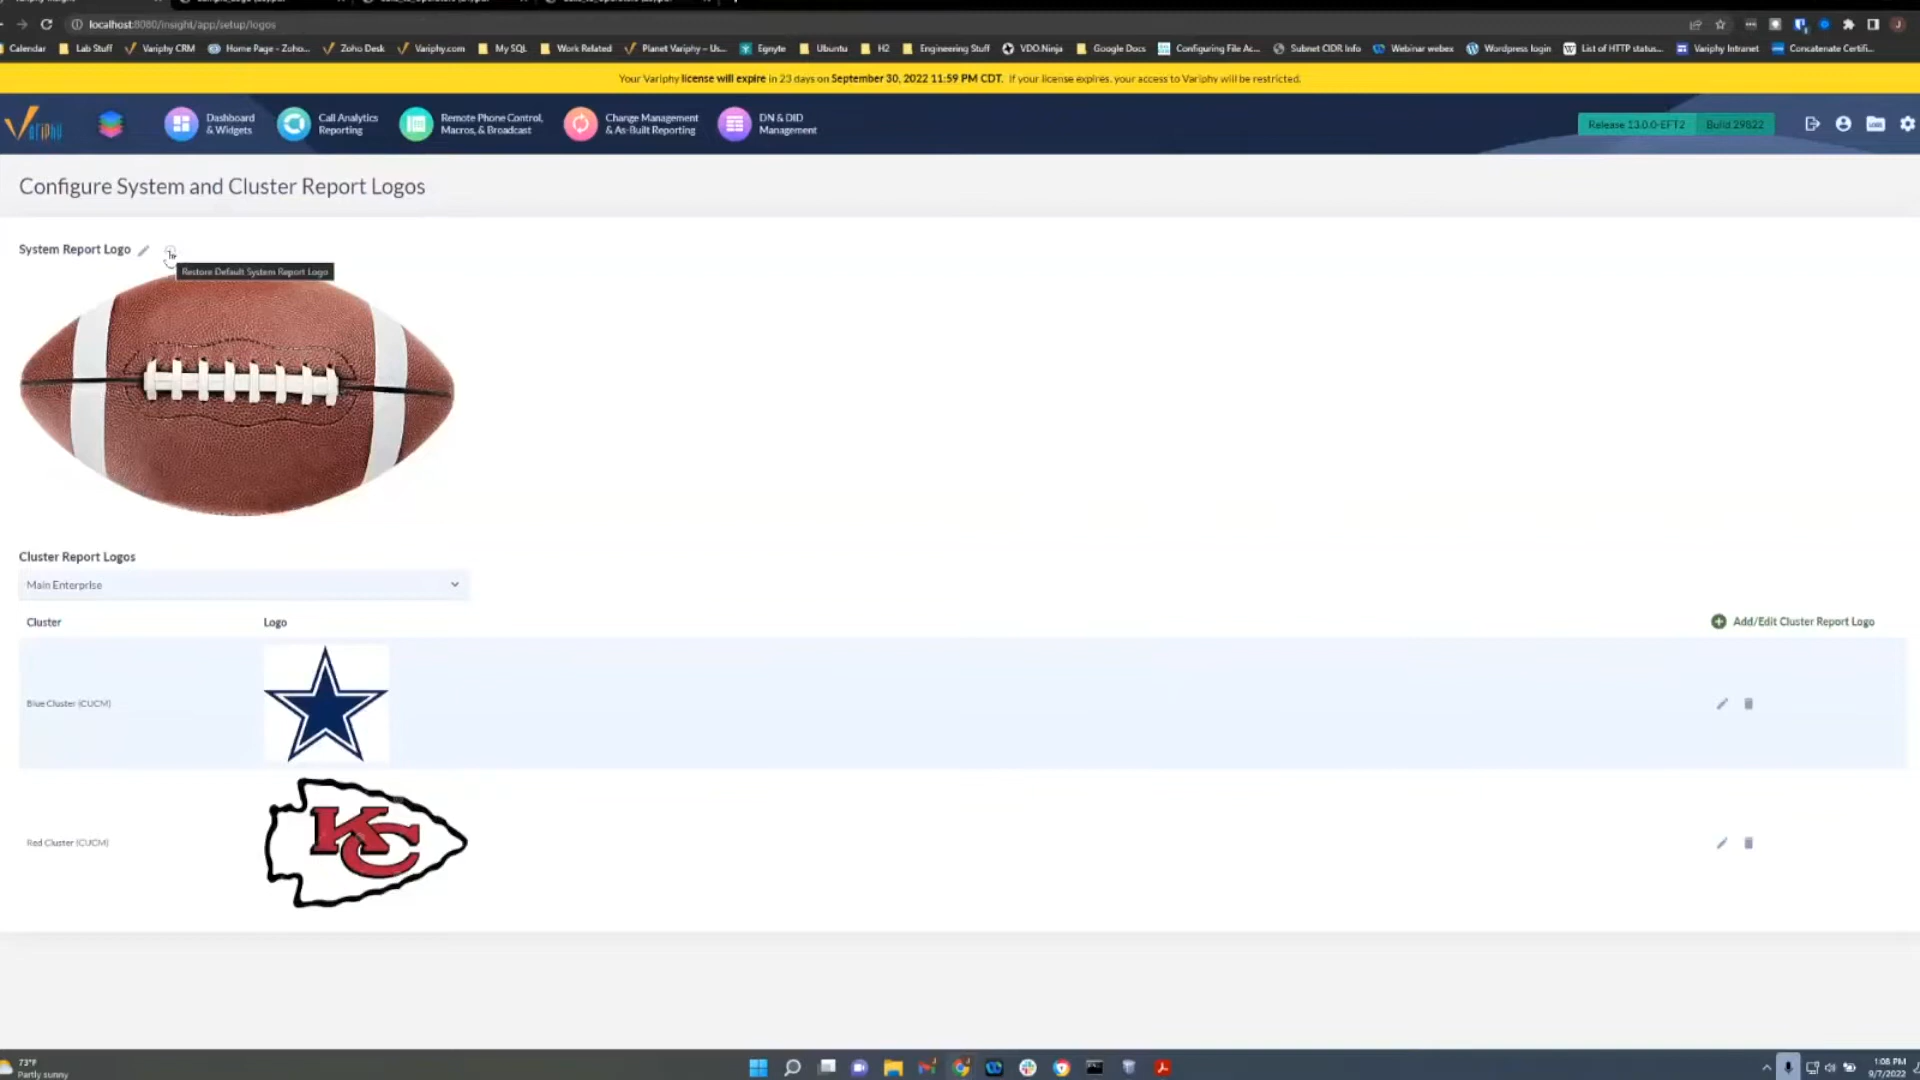 localhost:8080/insight/app/setup/logos
Calendar Lab Stuff Variphy CRM Home Page - Zoho... Zoho Desk Variphy.com My SQL Work Related Planet Variphy – Us... Egnyte Ubuntu H2 Engineering Stuff VDO.Ninja Google Docs Configuring File Ac... Subnet CIDR Info Webinar webex Wordpress login List of HTTP status... Variphy Intranet Concatenate Certifi...
Your Variphy license will expire in 23 days on September 30, 2022 11:59 PM CDT. If your license expires, your access to Variphy will be restricted.
Variphy
Dashboard
& Widgets
Call Analytics
Reporting
Remote Phone Control,
Macros, & Broadcast
Change Management
& As-Built Reporting
DN & DID
Management
Release 13.0.0-EFT2 Build 29822
Configure System and Cluster Report Logos
System Report Logo
Restore Default System Report Logo
Cluster Report Logos
Main Enterprise
Cluster Logo Add/Edit Cluster Report Logo
Blue Cluster (CUCM)
KC
Red Cluster (CUCM)
73°F
Partly sunny
1:08 PM
9/7/2022